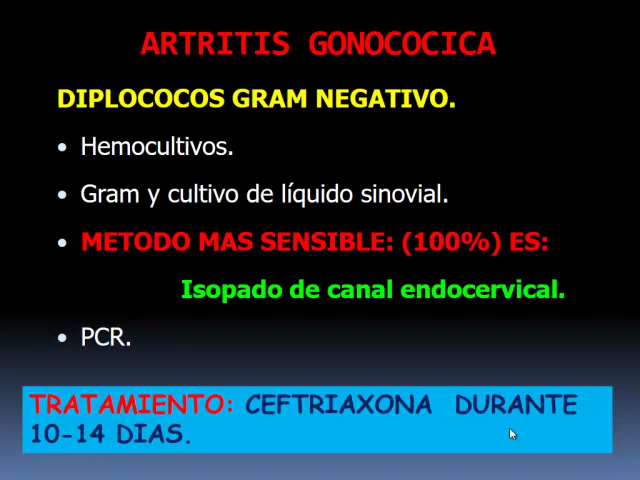 ARTRITIS GONOCOCICA
DIPLOCOCOS GRAM NEGATIVO.
• Hemocultivos.
• Gram y cultivo de líquido sinovial.
• METODO MAS SENSIBLE: (100%) ES:
Isopado de canal endocervical.
• PCR.
TRATAMIENTO: CEFTRIAXONA DURANTE
10-14 DIAS.